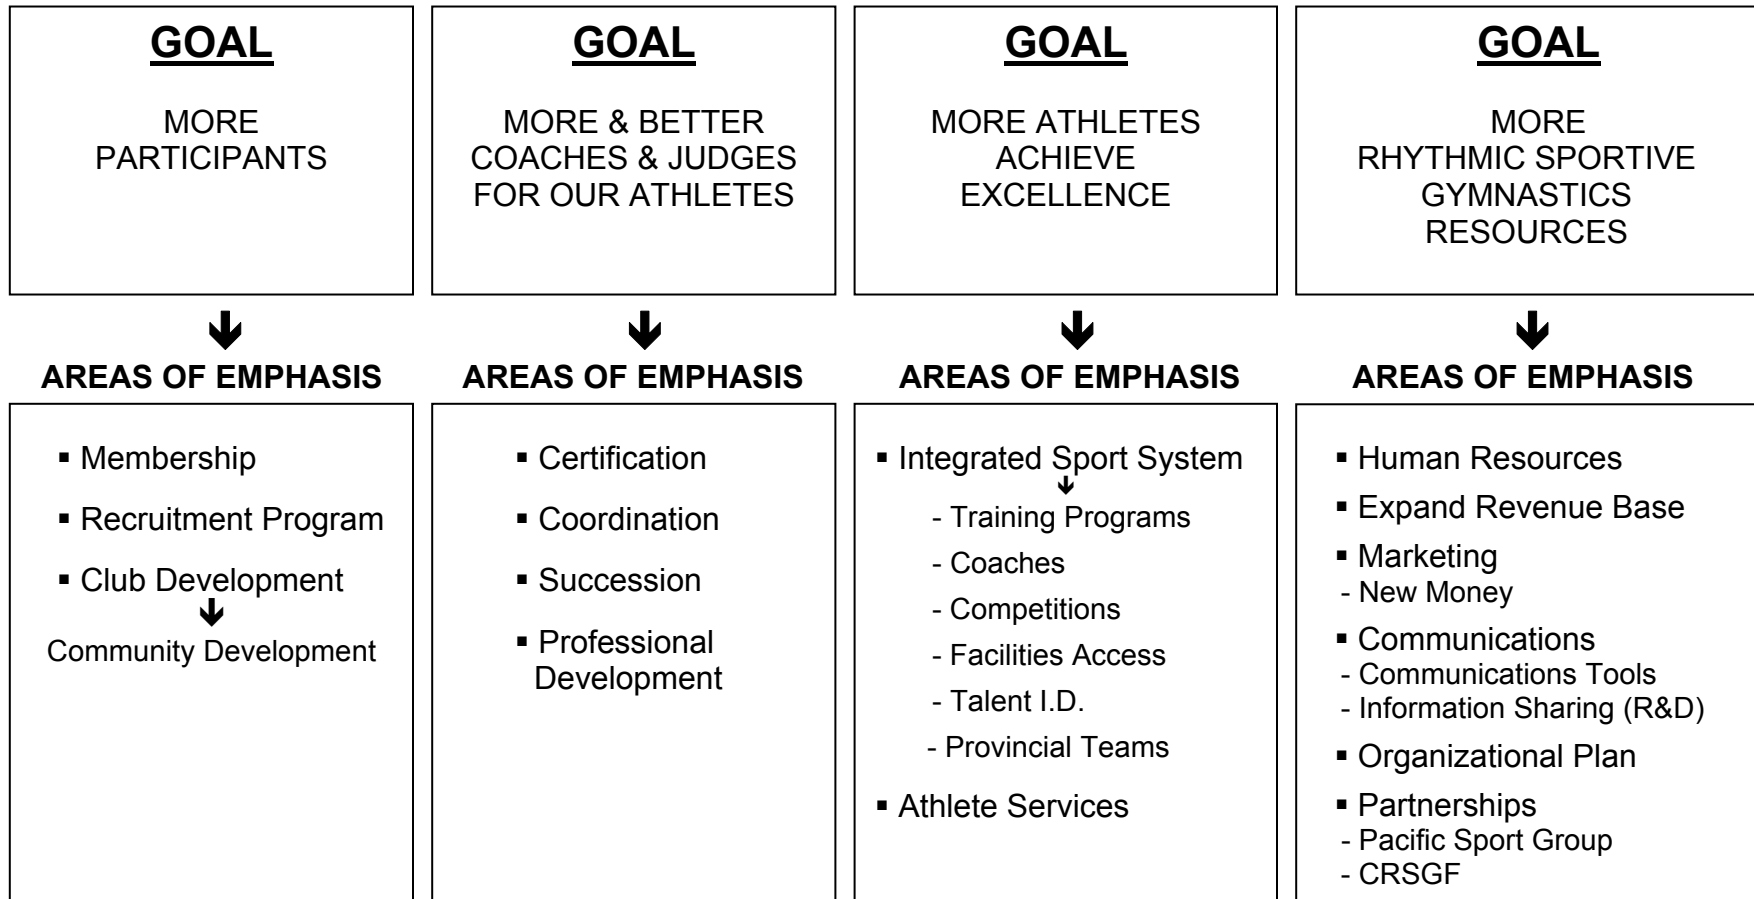 GOAL
MORE
PARTICIPANTS
AREAS OF EMPHASIS
▪ Membership
▪ Recruitment Program
▪ Club Development
Community Development
GOAL
MORE & BETTER
COACHES & JUDGES
FOR OUR ATHLETES
AREAS OF EMPHASIS
▪ Certification
▪ Coordination
▪ Succession
▪ Professional
Development
GOAL
MORE ATHLETES
ACHIEVE
EXCELLENCE
AREAS OF EMPHASIS
▪ Integrated Sport System
- Training Programs
- Coaches
- Competitions
- Facilities Access
- Talent I.D.
- Provincial Teams
▪ Athlete Services
GOAL
MORE
RHYTHMIC SPORTIVE
GYMNASTICS
RESOURCES
AREAS OF EMPHASIS
▪ Human Resources
▪ Expand Revenue Base
▪ Marketing
- New Money
▪ Communications
- Communications Tools
- Information Sharing (R&D)
▪ Organizational Plan
▪ Partnerships
- Pacific Sport Group
- CRSGF